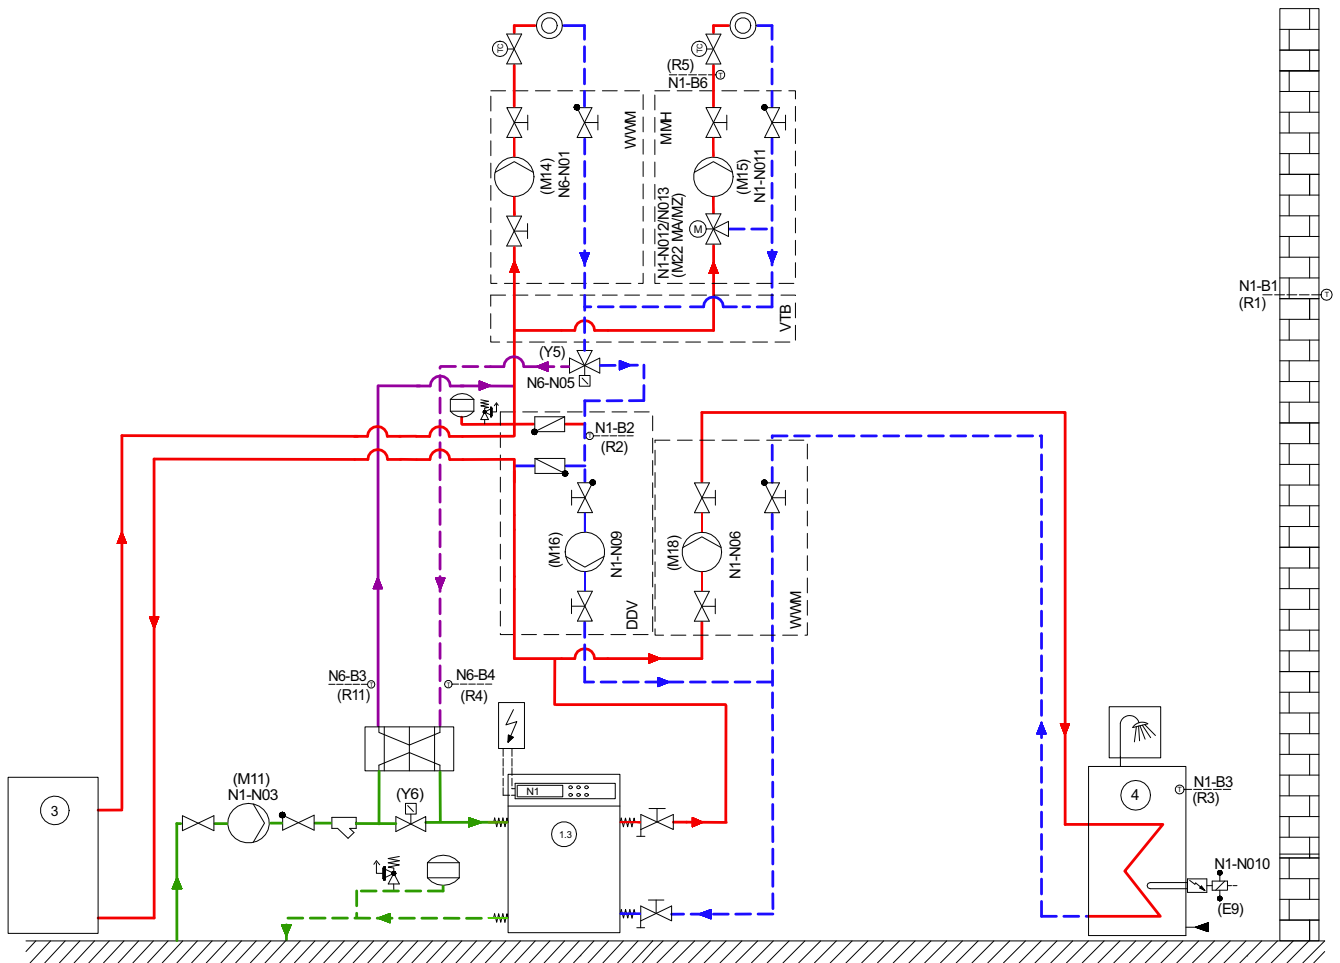 TC
TC
(R5)
T
N1-B6
WWM
MMH
(M14)
N6-N01
(M15)
N1-N011
N1-N012/N013
(M22 MA/MZ)
M
N1-B1
(R1)
T
VTB
(Y5)
N6-N05
N1-B2
T
(R2)
(M16)
N1-N09
(M18)
N1-N06
DDV
WWM
N6-B3
T
(R11)
N6-B4
T
(R4)
3
(M11)
N1-N03
(Y6)
N1
1.3
4
N1-B3
T
(R3)
N1-N010
(E9)